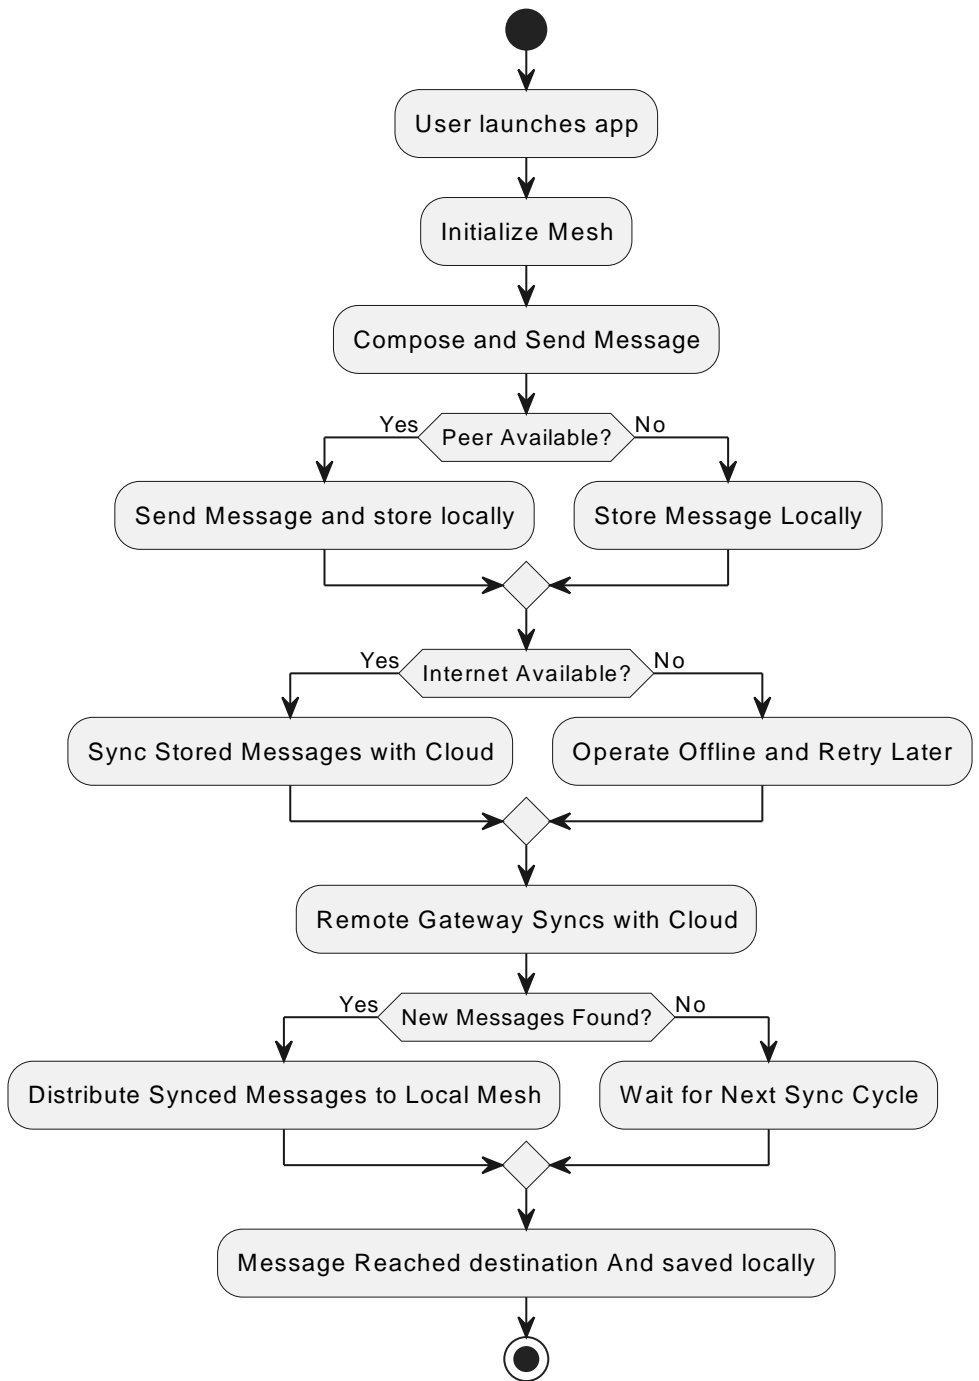 User launches app
Initialize Mesh
Compose and Send Message
Yes
Peer Available?
No
Send Message and store locally
Store Message Locally
Yes
Internet Available?
No
Sync Stored Messages with Cloud
Operate Offline and Retry Later
Remote Gateway Syncs with Cloud
Yes
New Messages Found?
No
Distribute Synced Messages to Local Mesh
Wait for Next Sync Cycle
Message Reached destination And saved locally